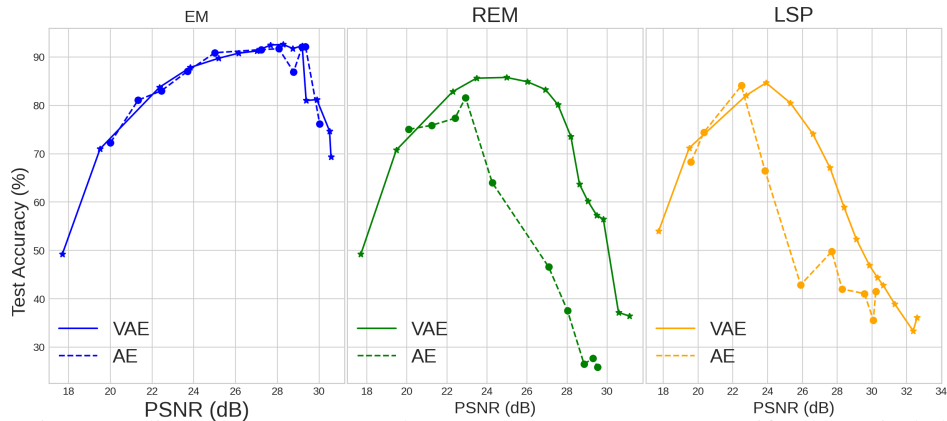 EM
REM
LSP
Test Accuracy (%)
90
80
70
60
50
40
30
VAE
AE
VAE
AE
VAE
AE
18 20 22 24 26 28 30
18 20 22 24 26 28 30
18 20 22 24 26 28 30 32 34
PSNR (dB)
PSNR (dB)
PSNR (dB)